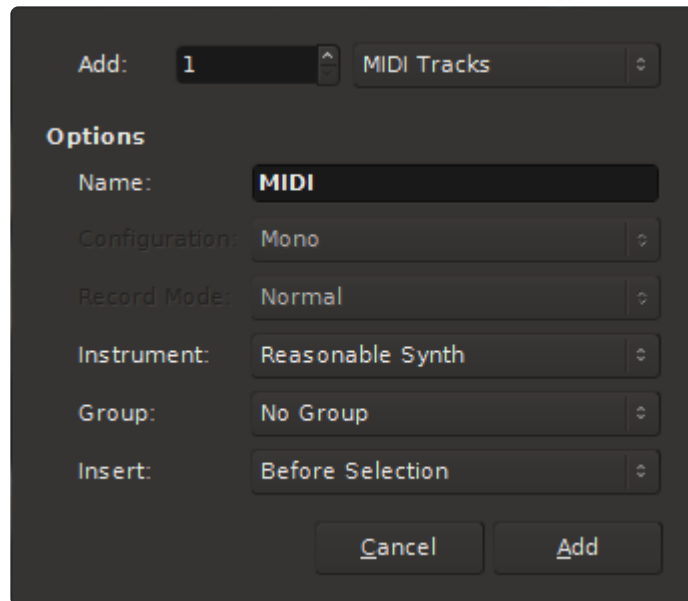 Add: 1 MIDI Tracks
Options
Name: MIDI
Configuration: Mono
Record Mode: Normal
Instrument: Reasonable Synth
Group: No Group
Insert: Before Selection
Cancel Add